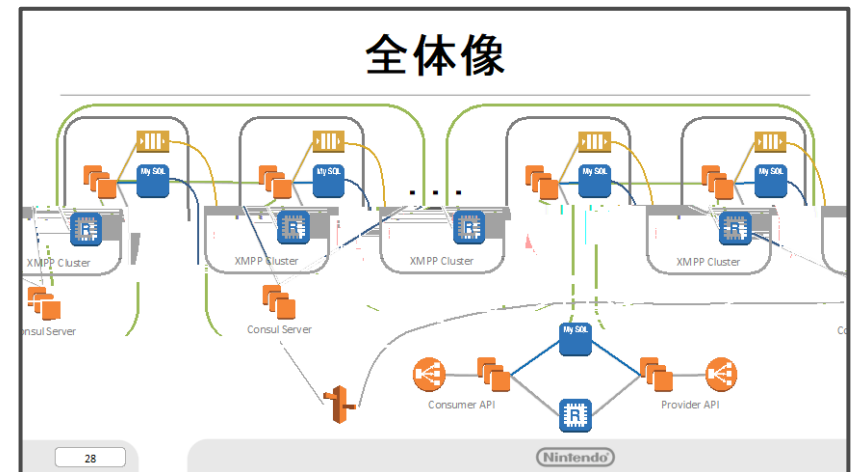 全体像
My SQL
My SQL
My SQL
My SQL
. . .
R
R
R
R
XMPP Cluster
XMPP Cluster
XMPP Cluster
XMPP Cluster
nsul Server
Consul Server
My SQL
Consumer API
Provider API
R
28
Nintendo